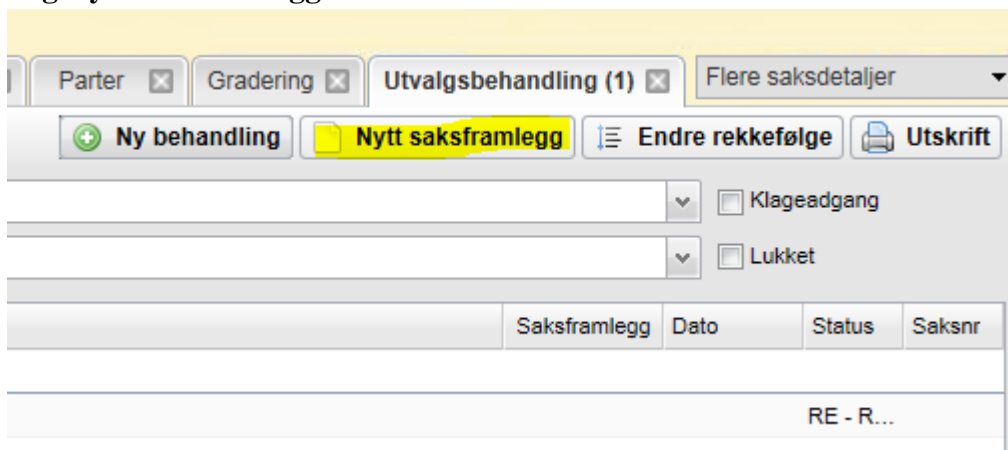 Parter Gradering Utvalgsbehandling (1) Flere saksdetaljer
Ny behandling Nytt saksframlegg Endre rekkefølge Utskrift
Klageadgang
Lukket
Saksframlegg Dato Status Saksnr
RE - R...